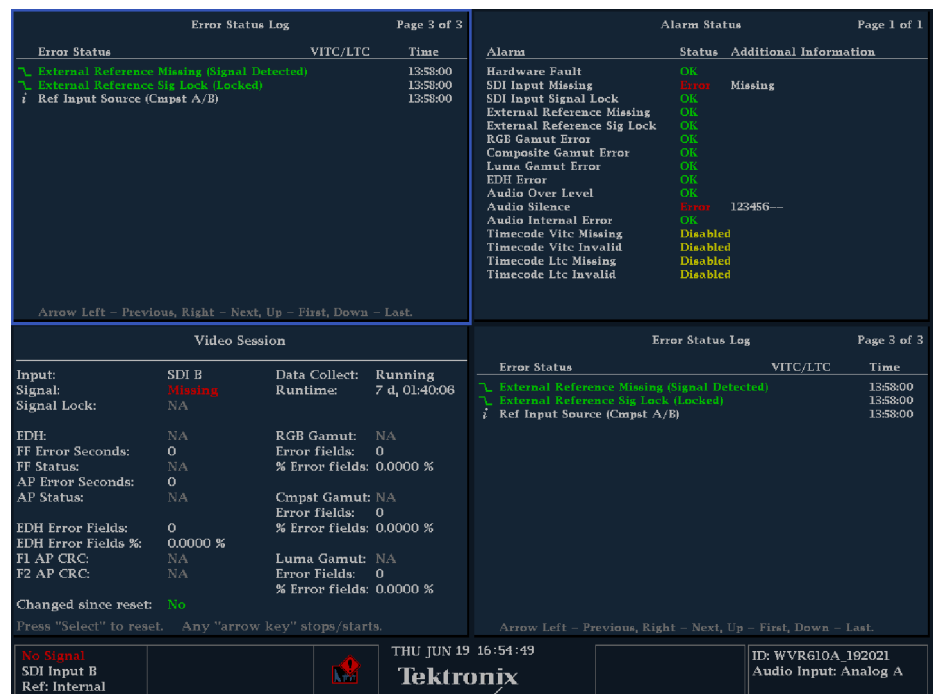 Error Status Log Page 3 of 3
Error Status VITC/LTC Time
External Reference Missing (Signal Detected) 13:58:00
External Reference Sig Lock (Locked) 13:58:00
i Ref Input Source (Cmpst A/B) 13:58:00
Arrow Left – Previous, Right – Next, Up – First, Down – Last.
Alarm Status Page 1 of 1
Alarm Status Additional Information
Hardware Fault OK
SDI Input Missing Error Missing
SDI Input Signal Lock OK
External Reference Missing OK
External Reference Sig Lock OK
RGB Gamut Error OK
Composite Gamut Error OK
Luma Gamut Error OK
EDH Error OK
Audio Over Level OK
Audio Silence Error 123456--
Audio Internal Error OK
Timecode Vitc Missing Disabled
Timecode Vitc Invalid Disabled
Timecode Ltc Missing Disabled
Timecode Ltc Invalid Disabled
Video Session
Input: SDI B Data Collect: Running
Signal: Missing Runtime: 7 d, 01:40:06
Signal Lock: NA
EDH: NA RGB Gamut: NA
FF Error Seconds: 0 Error fields: 0
FF Status: NA % Error fields: 0.0000 %
AP Error Seconds: 0
AP Status: NA Cmpst Gamut: NA
Error fields: 0
EDH Error Fields: 0 % Error fields: 0.0000 %
EDH Error Fields %: 0.0000 %
F1 AP CRC: NA Luma Gamut: NA
F2 AP CRC: NA Error Fields: 0
% Error fields: 0.0000 %
Changed since reset: No
Press "Select" to reset. Any "arrow key" stops/starts.
Error Status Log Page 3 of 3
Error Status VITC/LTC Time
External Reference Missing (Signal Detected) 13:58:00
External Reference Sig Lock (Locked) 13:58:00
i Ref Input Source (Cmpst A/B) 13:58:00
Arrow Left – Previous, Right – Next, Up – First, Down – Last.
No Signal
SDI Input B
Ref: Internal
THU JUN 19 16:54:49
Tektronix
ID: WVR610A_192021
Audio Input: Analog A